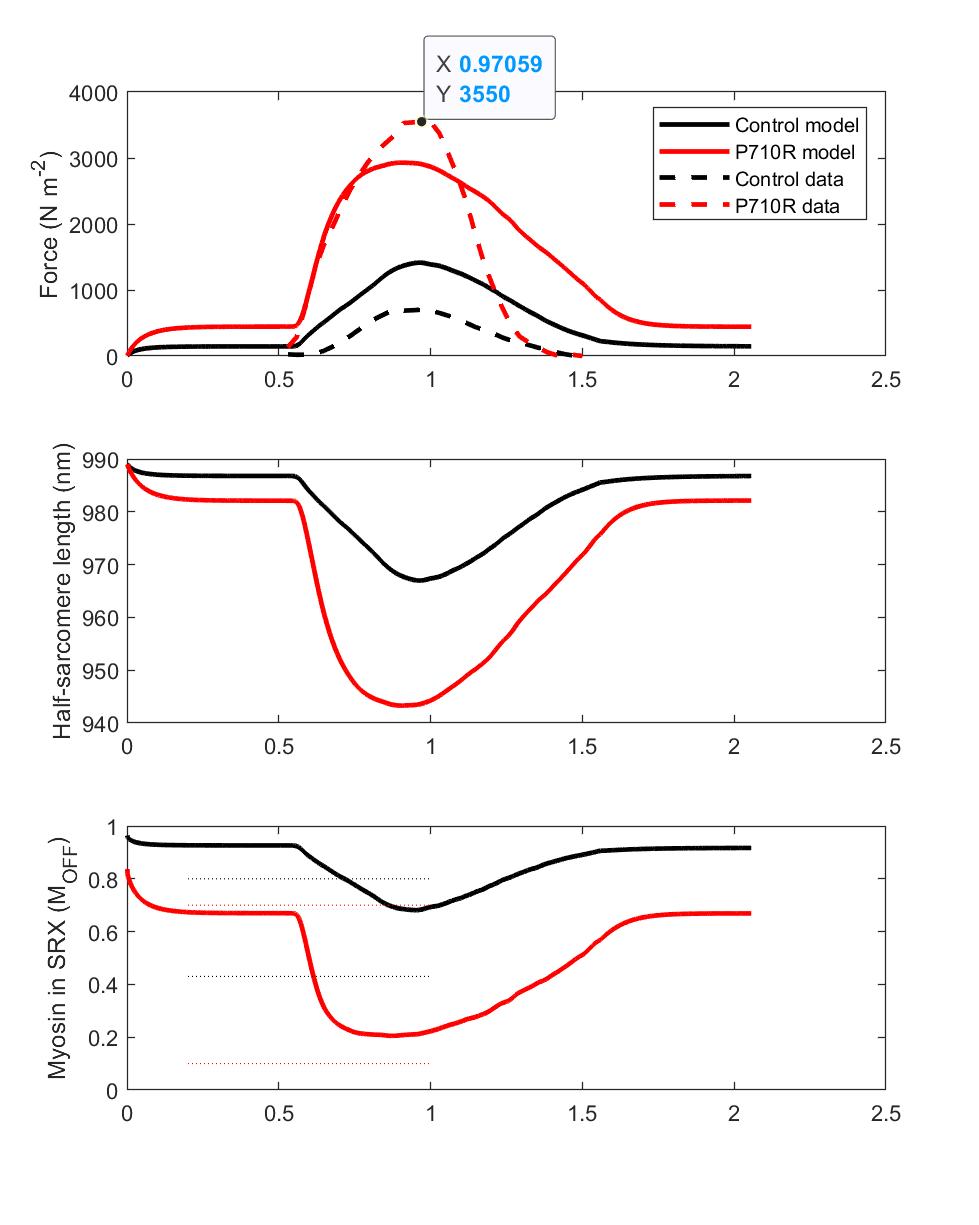 X 0.97059
Y 3550
4000
3000
2000
1000
0
Force (N m-2)
Control model
P710R model
Control data
P710R data
0 0.5 1 1.5 2 2.5
990
980
970
960
950
940
Half-sarcomere length (nm)
0 0.5 1 1.5 2 2.5
1
0.8
0.6
0.4
0.2
0
Myosin in SRX (MOFF)
0 0.5 1 1.5 2 2.5